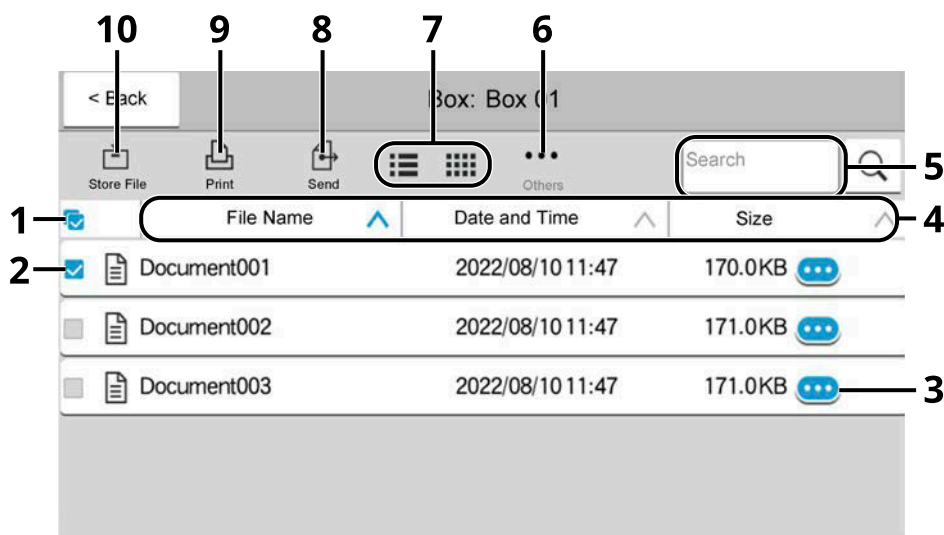 10 9 8 7 6
< Back Box: Box 01
Store File Print Send Others Search 5
1 File Name Date and Time Size 4
2 Document001 2022/08/10 11:47 170.0KB
Document002 2022/08/10 11:47 171.0KB
Document003 2022/08/10 11:47 171.0KB 3